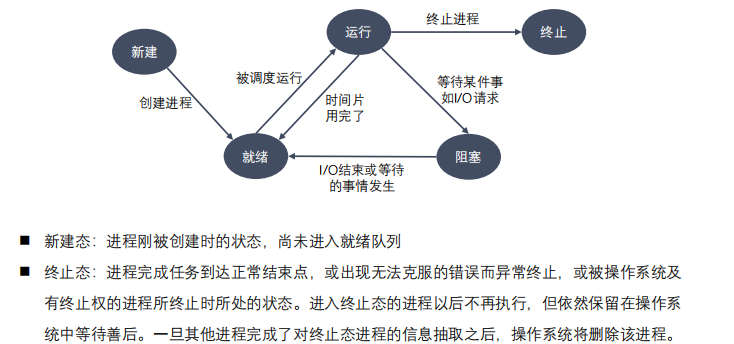 终止进程
运行
终止
新建
等待某件事
如I/O请求
被调度运行
时间片
用完了
创建进程
就绪
阻塞
I/O结束或等待
的事情发生
■ 新建态：进程刚被创建时的状态，尚未进入就绪队列
■ 终止态：进程完成任务到达正常结束点，或出现无法克服的错误而异常终止，或被操作系统及
有终止权的进程所终止时所处的状态。进入终止态的进程以后不再执行，但依然保留在操作系
统中等待善后。一旦其他进程完成了对终止态进程的信息抽取之后，操作系统将删除该进程。